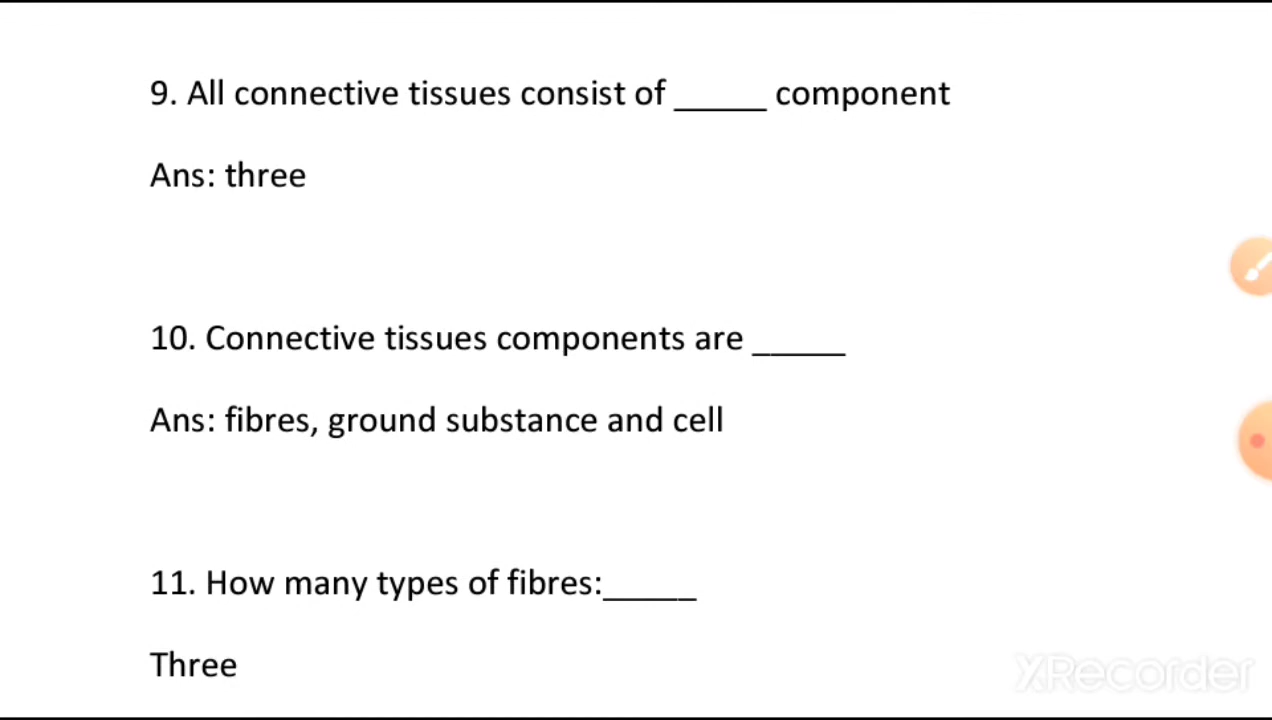 9. All connective tissues consist of _____ component
Ans: three
10. Connective tissues components are _____
Ans: fibres, ground substance and cell
11. How many types of fibres:_____
Three
XRecorder